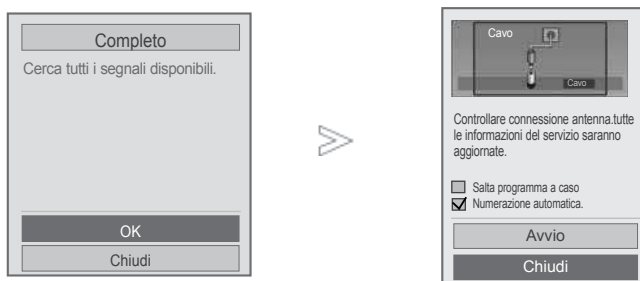 Completo
Cerca tutti i segnali disponibili.
OK
Chiudi
Cavo
Cavo
Controllare connessione antenna.tutte
le informazioni del servizio saranno
aggiornate.
Salta programma a caso
Numerazione automatica.
Avvio
Chiudi